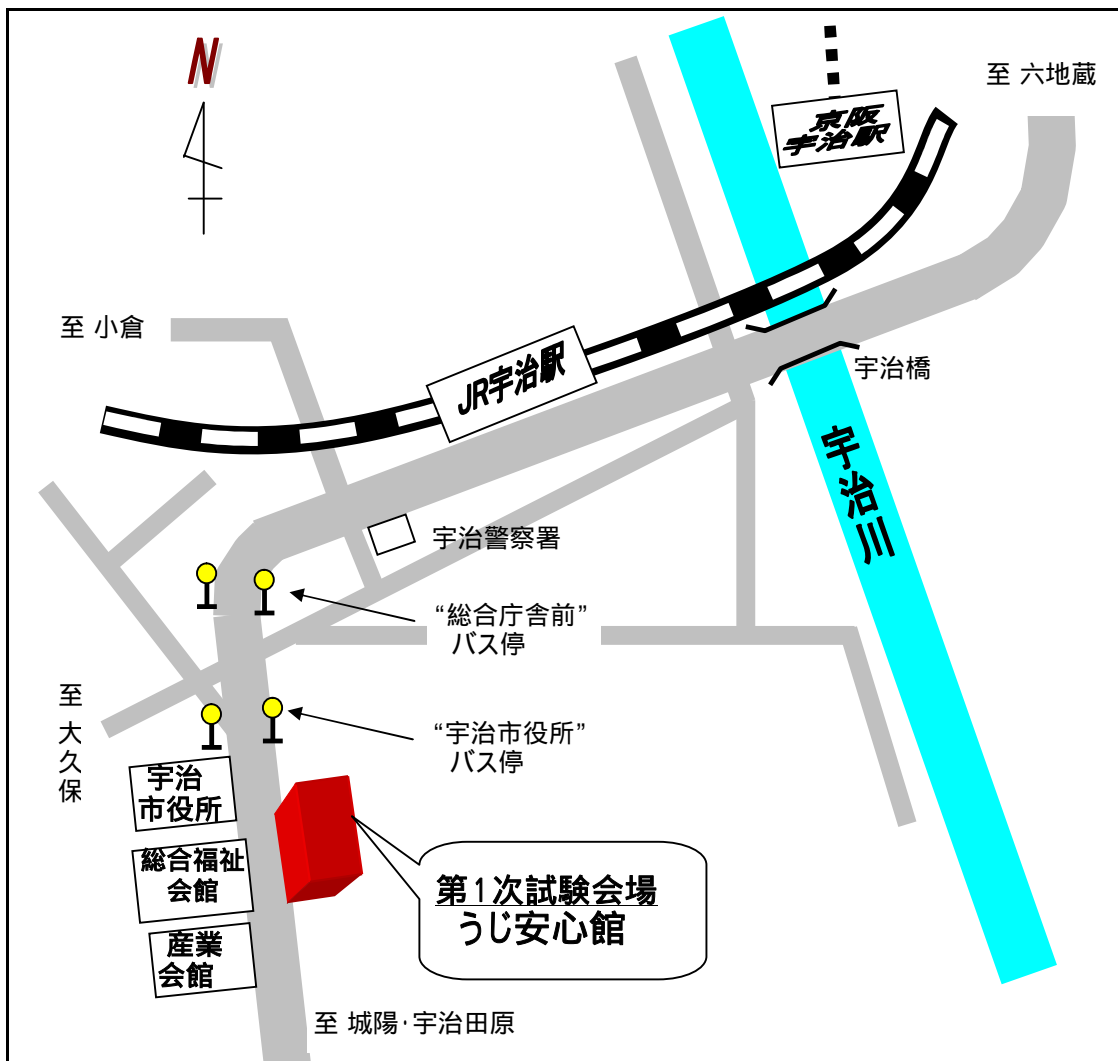 N
至 六地蔵
京阪
宇治駅
至 小倉
JR宇治駅
宇治橋
宇治川
宇治警察署
“総合庁舎前”
バス停
至 大久保
“宇治市役所”
バス停
宇治
市役所
総合福祉
会館
第1次試験会場
うじ安心館
産業
会館
至 城陽・宇治田原